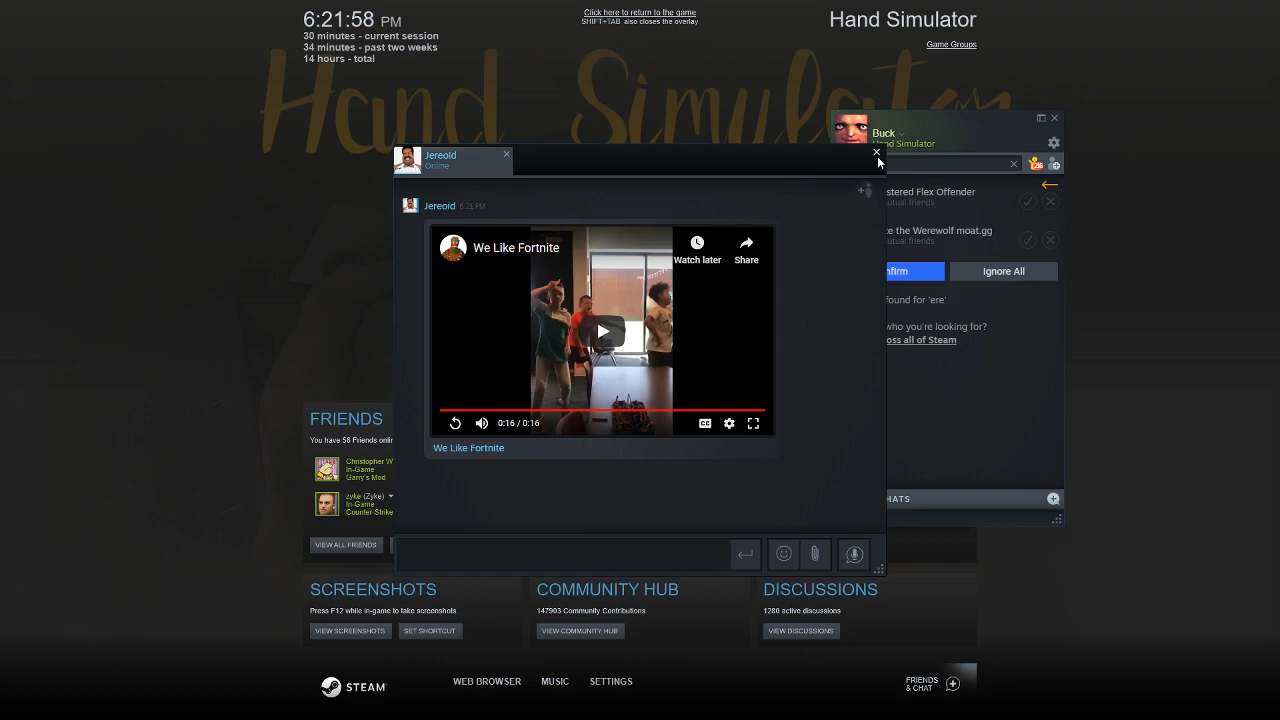 6:21:58 PM
30 minutes - current session
34 minutes - past two weeks
14 hours - total
Click here to return to the game
SHIFT+TAB also closes the overlay
Hand Simulator
Game Groups
Hand Simulator
Buck
Hand Simulator
Jereoid
Online
stered Flex Offender
utual friends
te the Werewolf moat.gg
utual friends
nfirm
Ignore All
found for 'ere'
who you're looking for?
oss all of Steam
HATS
Jereoid 6:21 PM
We Like Fortnite
Watch later
Share
0:16 / 0:16
CC
We Like Fortnite
FRIENDS
You have 56 Friends onlin
Christopher W
In-Game
Garry's Mod
zyke (Zyke)
In-Game
Counter-Strike
VIEW ALL FRIENDS
SCREENSHOTS
Press F12 while in-game to take screenshots
VIEW SCREENSHOTS
SET SHORTCUT
COMMUNITY HUB
147903 Community Contributions
VIEW COMMUNITY HUB
DISCUSSIONS
1280 active discussions
VIEW DISCUSSIONS
STEAM
WEB BROWSER
MUSIC
SETTINGS
FRIENDS
& CHAT